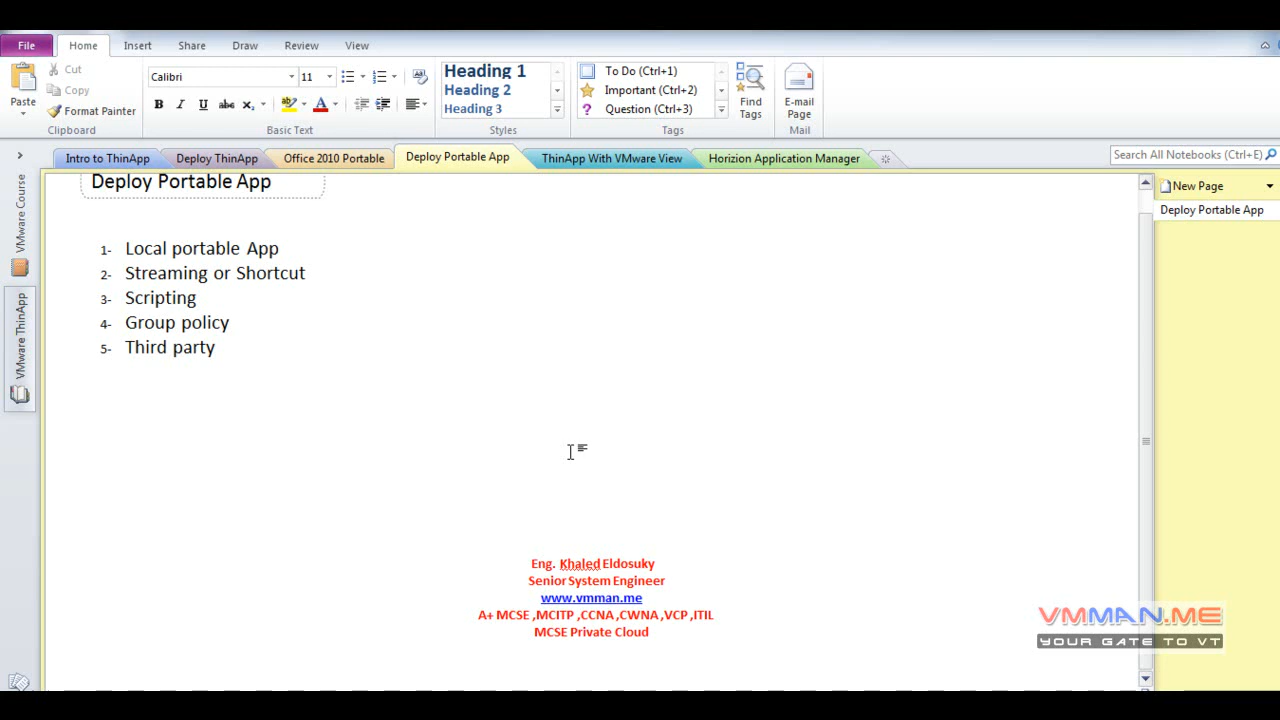 File Home Insert Share Draw Review View
Paste
Cut
Copy
Format Painter
Clipboard
Calibri 11
B I U abc x₂ A
Basic Text
Heading 1
Heading 2
Heading 3
Styles
To Do (Ctrl+1)
Important (Ctrl+2)
Question (Ctrl+3)
Tags
Find
Tags
E-mail
Page
Mail
Intro to ThinApp Deploy ThinApp Office 2010 Portable Deploy Portable App ThinApp With VMware View Horizion Application Manager
Search All Notebooks (Ctrl+E)
VMware Course
VMware ThinApp
New Page
Deploy Portable App
Deploy Portable App
1- Local portable App
2- Streaming or Shortcut
3- Scripting
4- Group policy
5- Third party
Eng. Khaled Eldosuky
Senior System Engineer
www.vmman.me
A+ MCSE ,MCITP ,CCNA ,CWNA ,VCP ,ITIL
MCSE Private Cloud
VMMAN.ME
YOUR GATE TO VT